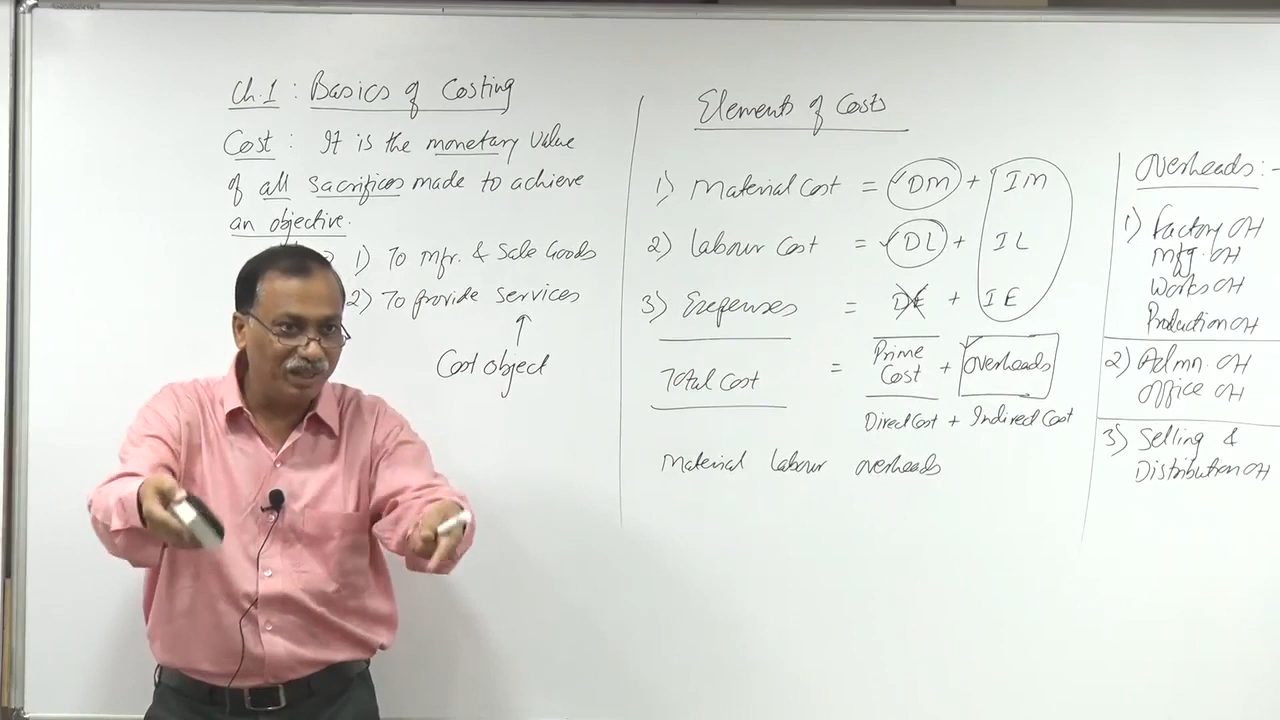 Ch.1 : Basics of Costing
Cost : It is the monetary value
of all sacrifices made to achieve
an objective.
1) To Mfr. & Sale Goods
2) To provide Services
Cost object
Elements of Costs
1) Material Cost = DM + IM
2) Labour Cost = DL + IL
3) Expenses = DE + IE
Total Cost = Prime Cost + overheads
Direct Cost + Indirect Cost
Material Labour overheads
Overheads :-
1) Factory OH
Mfg. OH
Works OH
Production OH
2) Admn. OH
Office OH
3) Selling &
Distribution OH